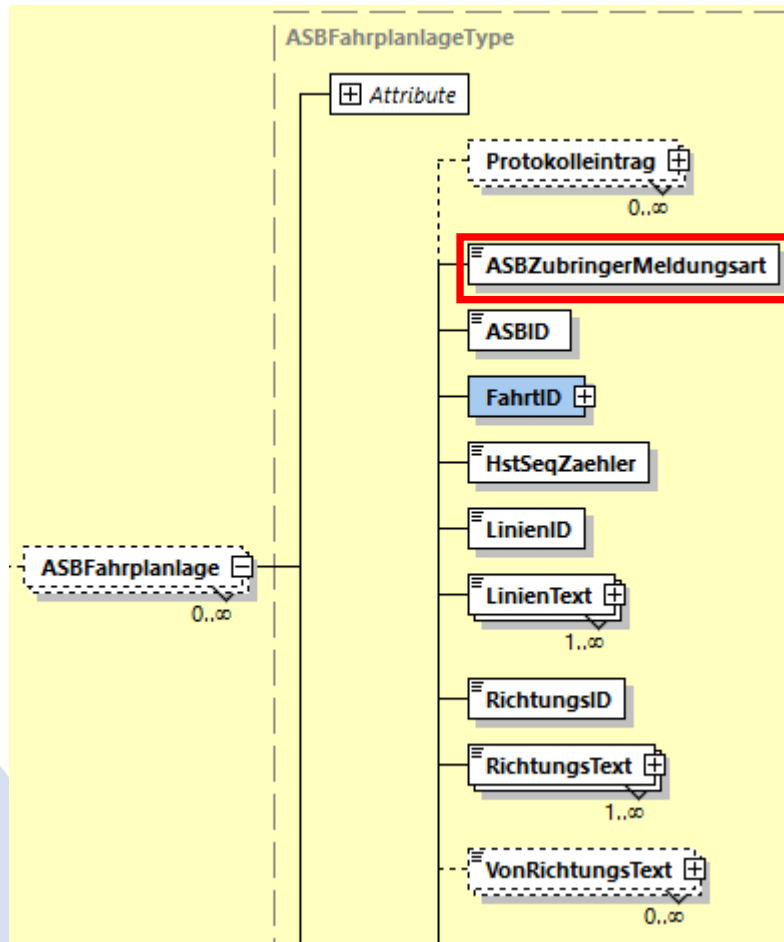 ASBFahrplanlageType
Attribute
Protokolleintrag
0..∞
ASBZubringerMeldungsart
ASBID
FahrtID
HstSeqZaehler
LinienID
ASBFahrplanlage
0..∞
LinienText
1..∞
RichtungsID
RichtungsText
1..∞
VonRichtungsText
0..∞